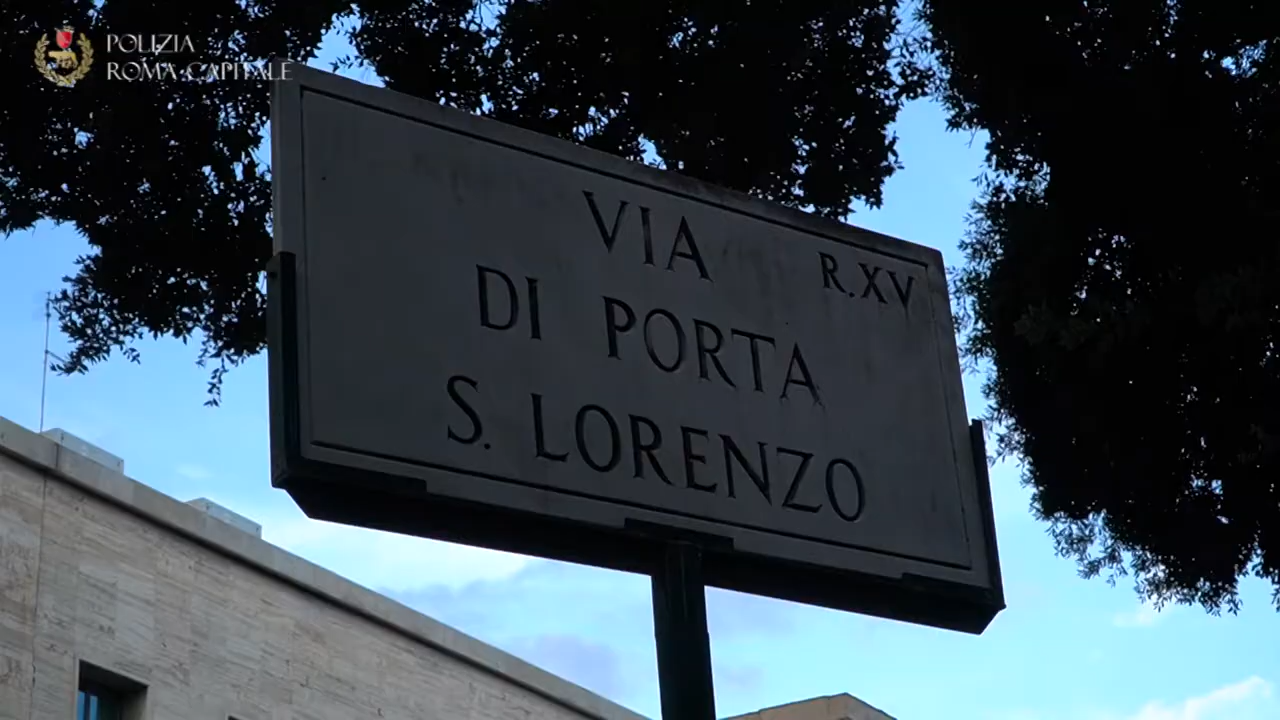 POLIZIA
ROMA CAPITALE
VIA R.XV
DI PORTA
S. LORENZO